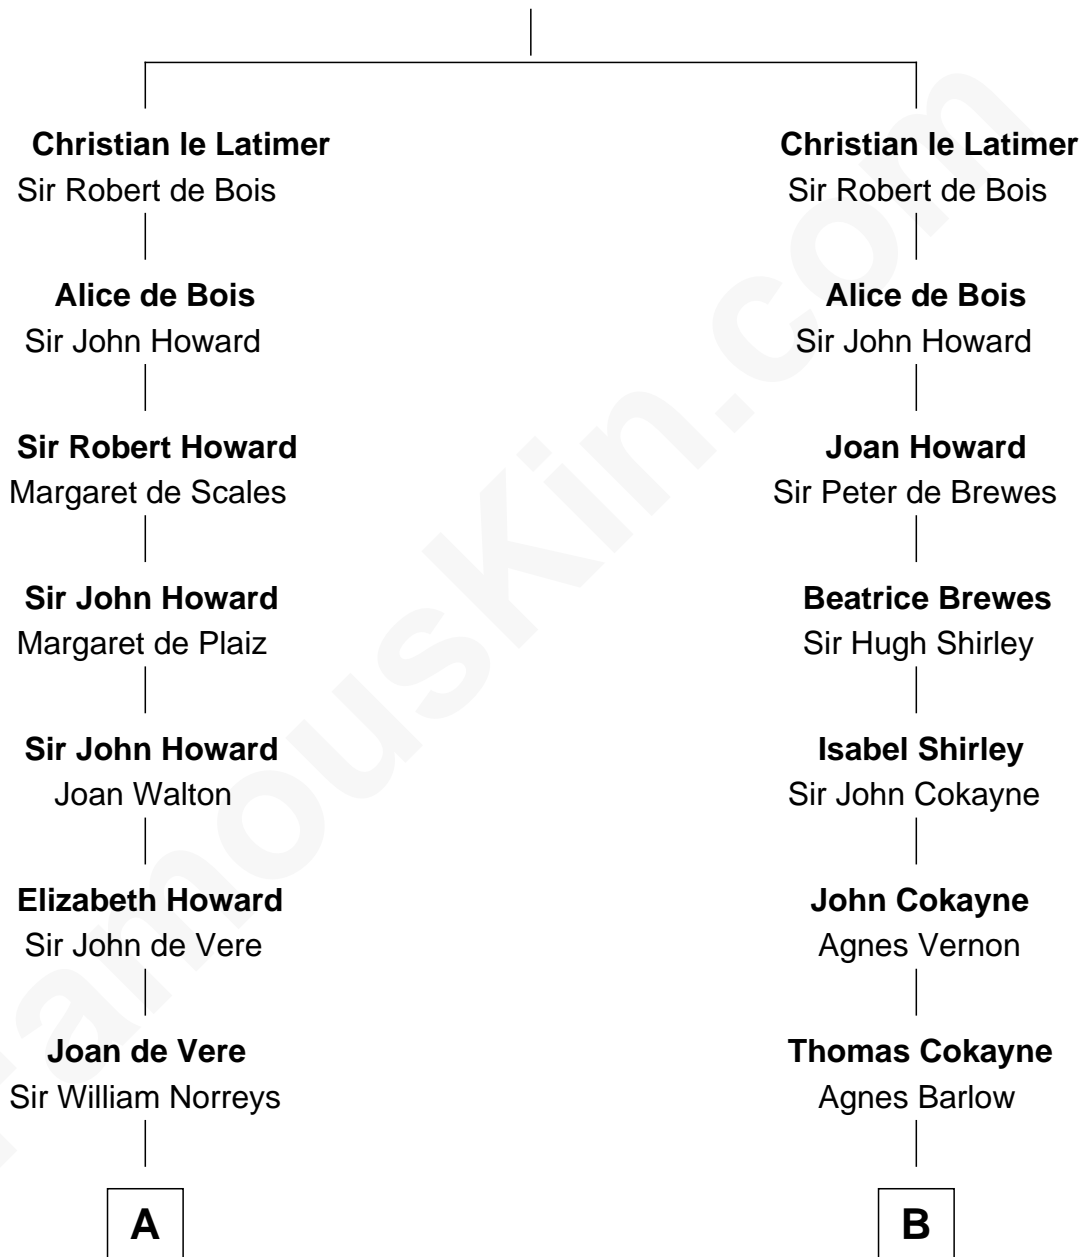 Christian le Latimer
Sir Robert de Bois
Alice de Bois
Sir John Howard
Sir Robert Howard
Margaret de Scales
Sir John Howard
Margaret de Plaiz
Sir John Howard
Joan Walton
Elizabeth Howard
Sir John de Vere
Joan de Vere
Sir William Norreys
A
Christian le Latimer
Sir Robert de Bois
Alice de Bois
Sir John Howard
Joan Howard
Sir Peter de Brewes
Beatrice Brewes
Sir Hugh Shirley
Isabel Shirley
Sir John Cokayne
John Cokayne
Agnes Vernon
Thomas Cokayne
Agnes Barlow
B
FamousKin.com